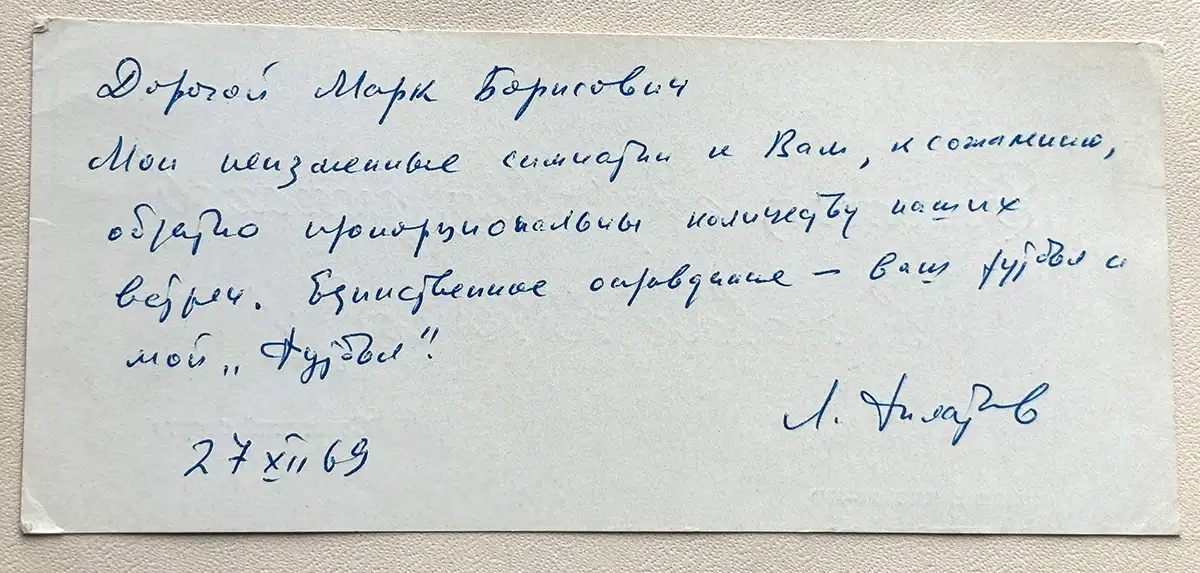 Дорогой Марк Борисович
Мои неизменные симпатии к Вам, к сожалению,
обратно пропорциональны количеству наших
встреч. Единственное оправдание – ваш футбол и
мой „Футбол".
Л. Филатов
27 XII 69